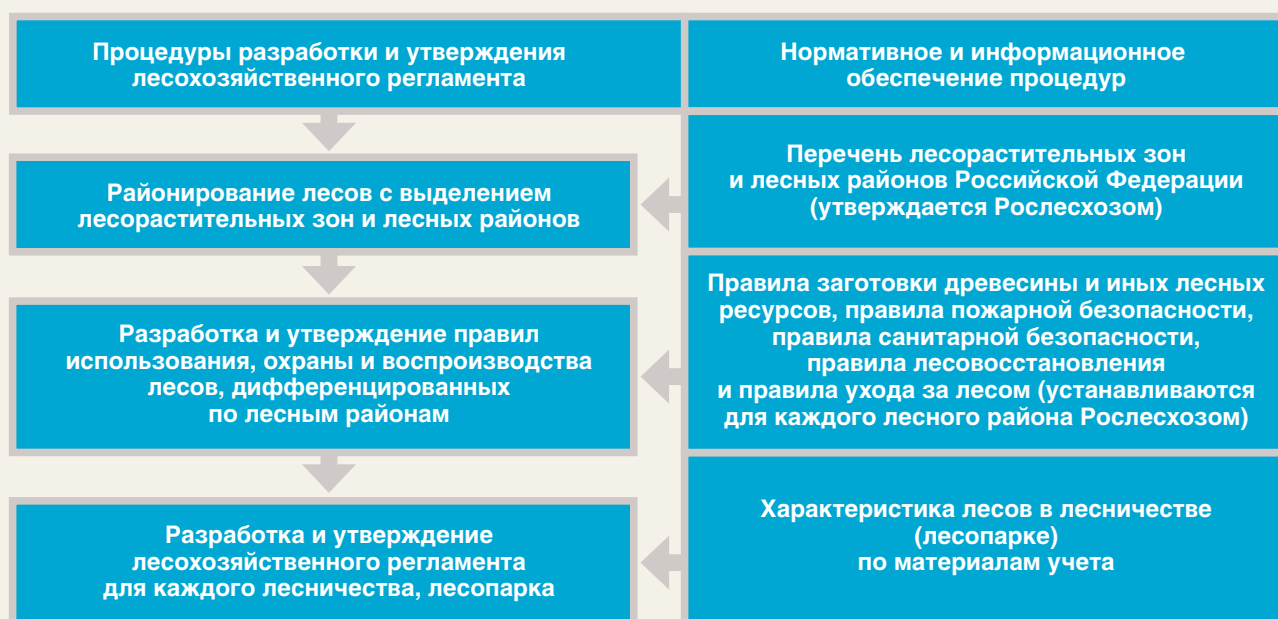 Процедуры разработки и утверждения
лесохозяйственного регламента
Нормативное и информационное
обеспечение процедур
Районирование лесов с выделением
лесорастительных зон и лесных районов
Перечень лесорастительных зон
и лесных районов Российской Федерации
(утверждается Рослесхозом)
Разработка и утверждение правил
использования, охраны и воспроизводства
лесов, дифференцированных
по лесным районам
Правила заготовки древесины и иных лесных
ресурсов, правила пожарной безопасности,
правила санитарной безопасности,
правила лесовосстановления
и правила ухода за лесом (устанавливаются
для каждого лесного района Рослесхозом)
Разработка и утверждение
лесохозяйственного регламента
для каждого лесничества, лесопарка
Характеристика лесов в лесничестве
(лесопарке)
по материалам учета